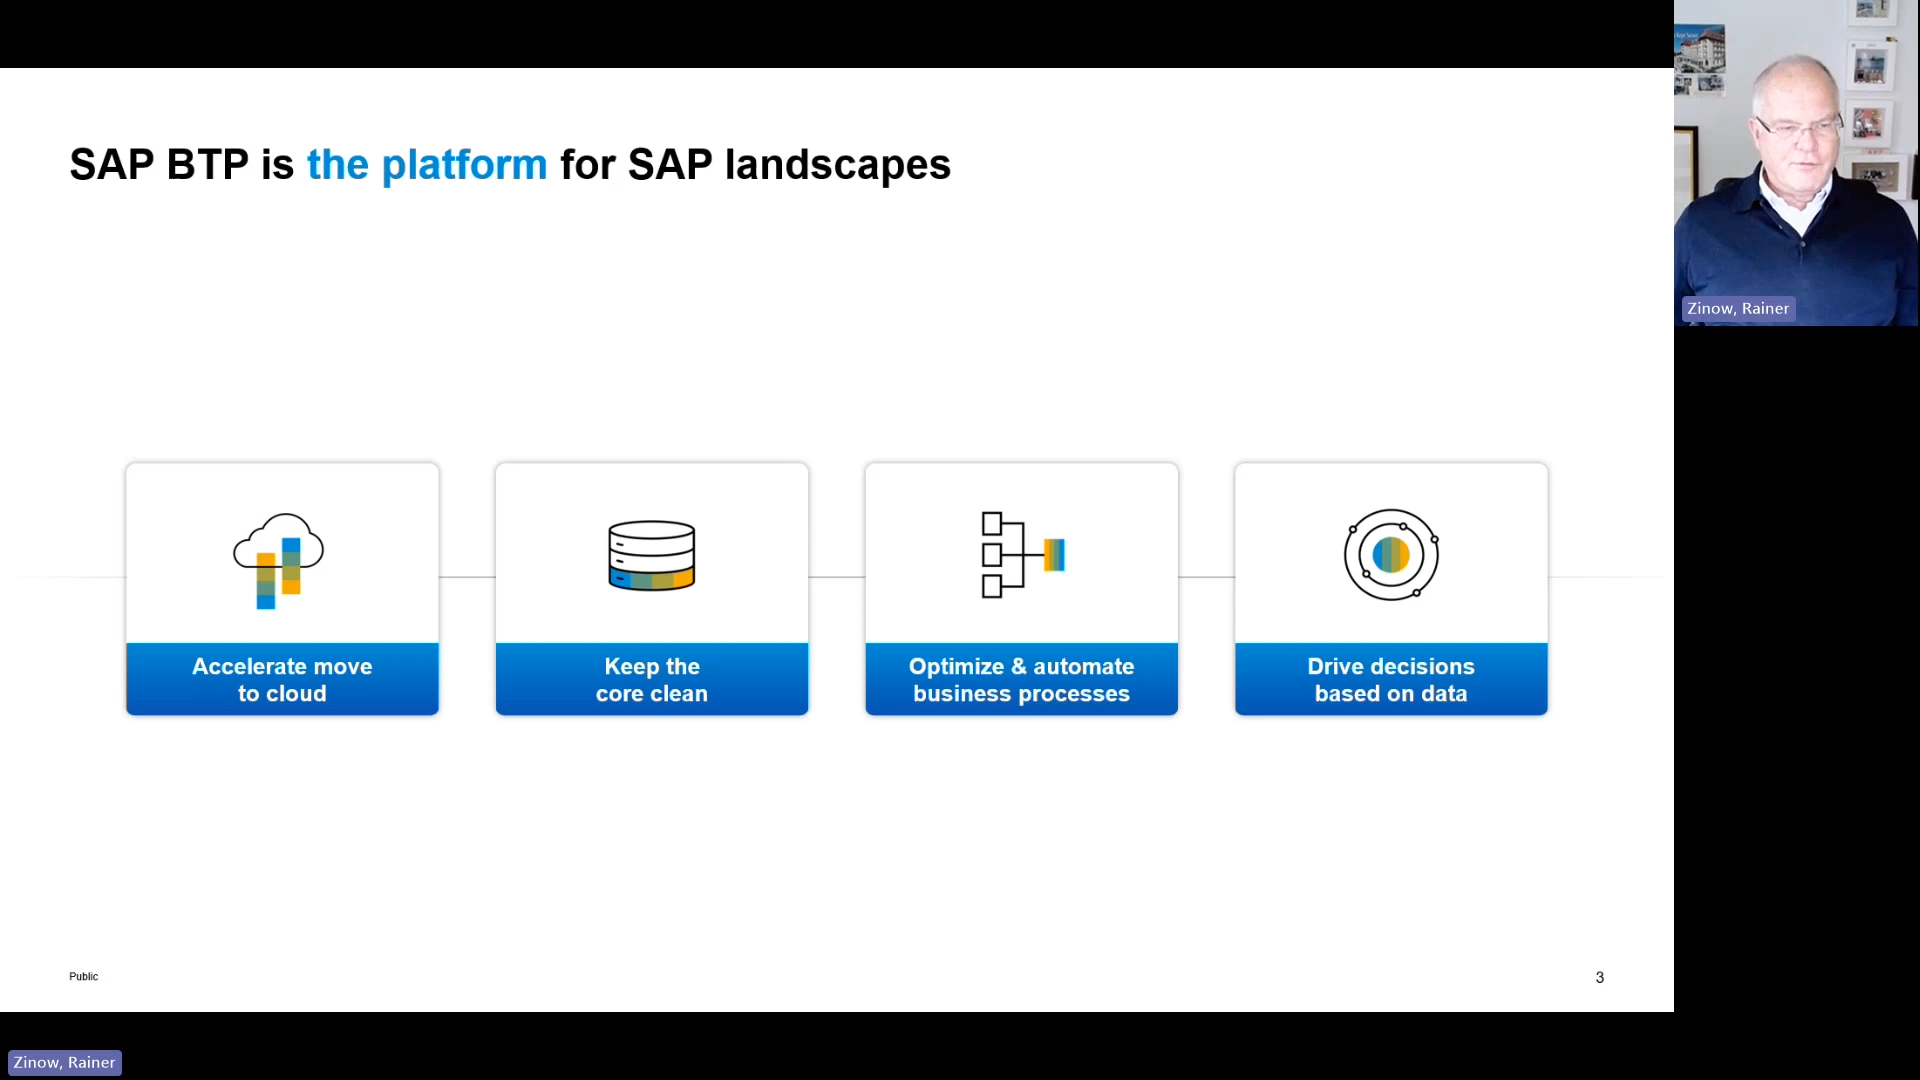 SAP BTP is the platform for SAP landscapes
Accelerate move
to cloud
Keep the
core clean
Optimize & automate
business processes
Drive decisions
based on data
Public
3
Zinow, Rainer
Zinow, Rainer